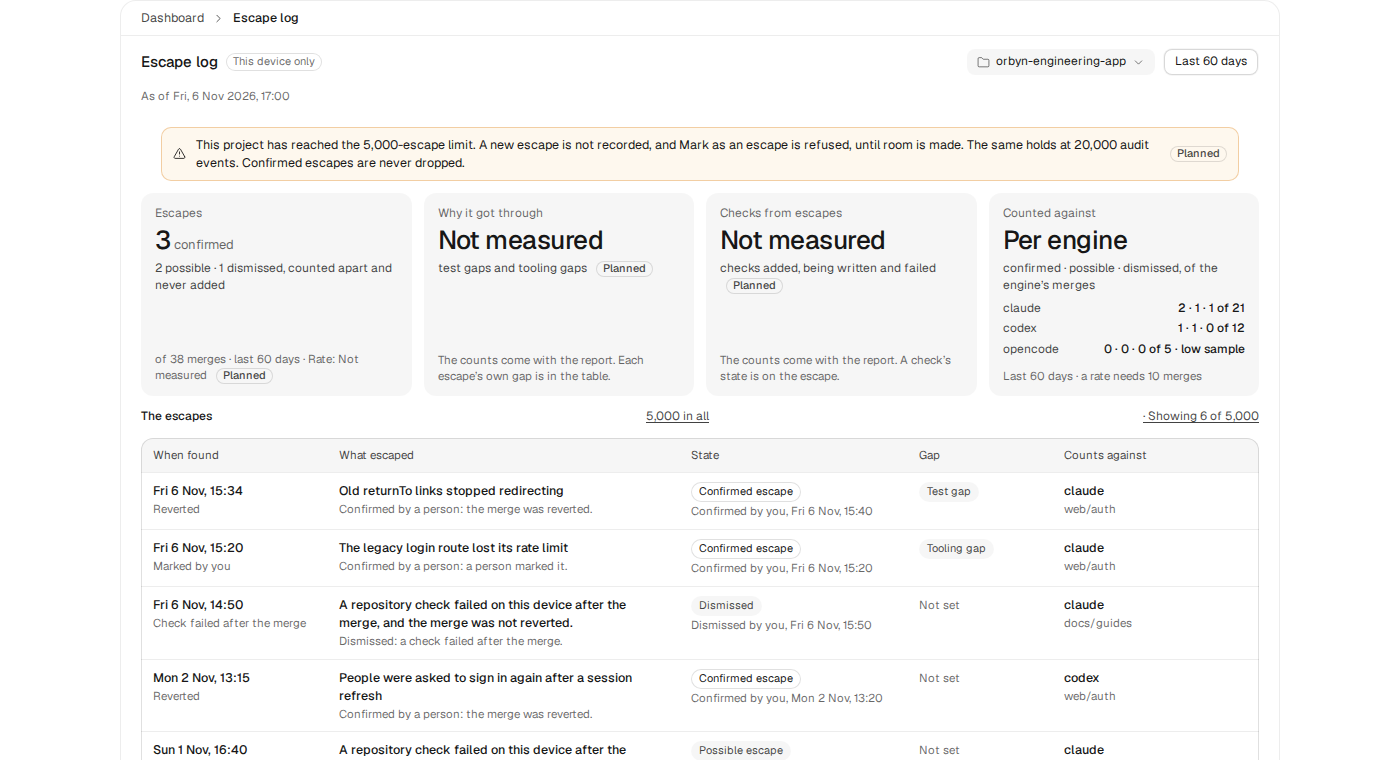 Dashboard > Escape log
Escape log This device only
orbyn-engineering-app Last 60 days
As of Fri, 6 Nov 2026, 17:00
This project has reached the 5,000-escape limit. A new escape is not recorded, and Mark as an escape is refused, until room is made. The same holds at 20,000 audit
events. Confirmed escapes are never dropped.
Planned
Escapes
3 confirmed
2 possible · 1 dismissed, counted apart and
never added
of 38 merges · last 60 days · Rate: Not
measured Planned
Why it got through
Not measured
test gaps and tooling gaps Planned
The counts come with the report. Each
escape's own gap is in the table.
Checks from escapes
Not measured
checks added, being written and failed
Planned
The counts come with the report. A check's
state is on the escape.
Counted against
Per engine
confirmed · possible · dismissed, of the
engine's merges
claude 2 · 1 · 1 of 21
codex 1 · 1 · 0 of 12
opencode 0 · 0 · 0 of 5 · low sample
Last 60 days · a rate needs 10 merges
The escapes 5,000 in all · Showing 6 of 5,000
When found What escaped State Gap Counts against
Fri 6 Nov, 15:34 Old returnTo links stopped redirecting Confirmed escape Test gap claude
Reverted Confirmed by a person: the merge was reverted. Confirmed by you, Fri 6 Nov, 15:40 web/auth
Fri 6 Nov, 15:20 The legacy login route lost its rate limit Confirmed escape Tooling gap claude
Marked by you Confirmed by a person: a person marked it. Confirmed by you, Fri 6 Nov, 15:20 web/auth
Fri 6 Nov, 14:50 A repository check failed on this device after the Dismissed Not set claude
Check failed after the merge merge, and the merge was not reverted. Dismissed by you, Fri 6 Nov, 15:50 docs/guides
Dismissed: a check failed after the merge.
Mon 2 Nov, 13:15 People were asked to sign in again after a session Confirmed escape Not set codex
Reverted refresh Confirmed by you, Mon 2 Nov, 13:20 web/auth
Confirmed by a person: the merge was reverted.
Sun 1 Nov, 16:40 A repository check failed on this device after the Possible escape Not set claude